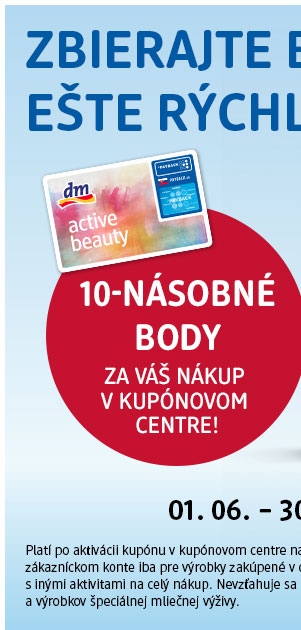 ZBIERAJTE
EŠTE RÝCHL
dm
active
beauty
PAYBACK
10-NÁSOBNÉ
BODY
ZA VÁŠ NÁKUP
V KUPÓNOVOM
CENTRE!
01. 06. – 30
Platí po aktivácii kupónu v kupónovom centre na
zákazníckom konte iba pre výrobky zakúpené v
s inými aktivitami na celý nákup. Nevzťahuje sa
a výrobkov špeciálnej mliečnej výživy.